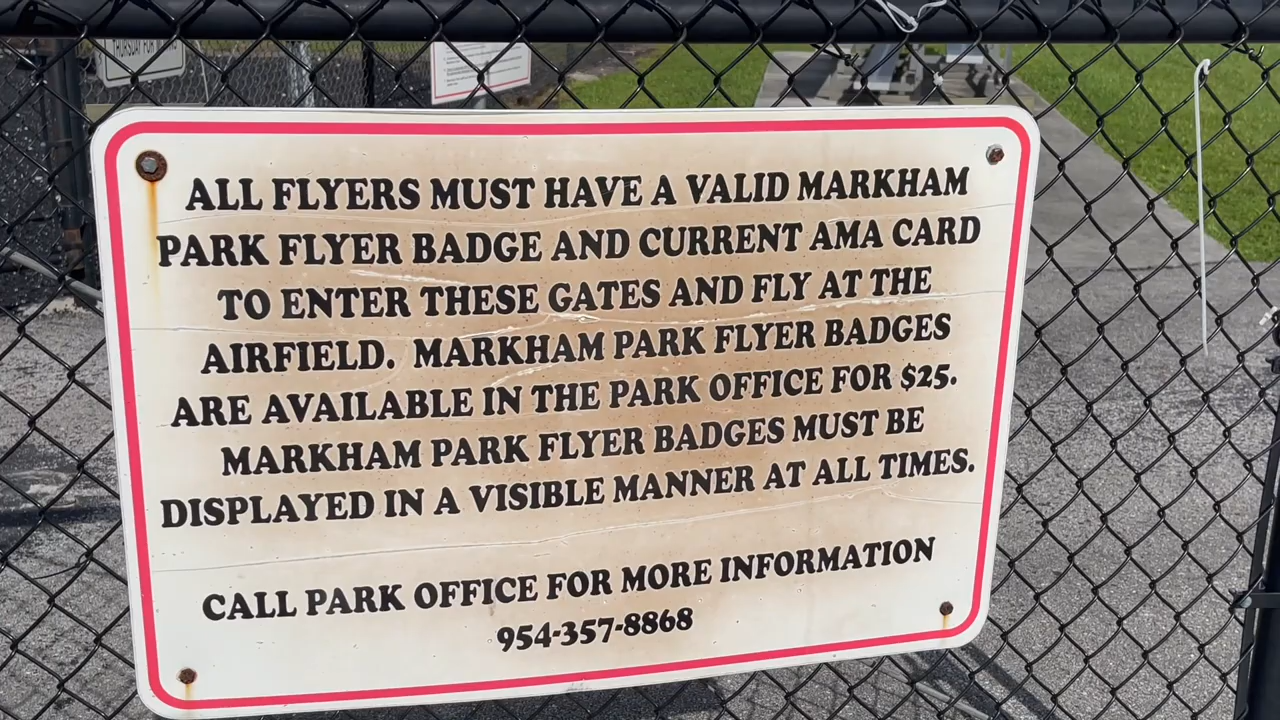 THURSDAY FOR
ALL FLYERS MUST HAVE A VALID MARKHAM
PARK FLYER BADGE AND CURRENT AMA CARD
TO ENTER THESE GATES AND FLY AT THE
AIRFIELD. MARKHAM PARK FLYER BADGES
ARE AVAILABLE IN THE PARK OFFICE FOR $25.
MARKHAM PARK FLYER BADGES MUST BE
DISPLAYED IN A VISIBLE MANNER AT ALL TIMES.
CALL PARK OFFICE FOR MORE INFORMATION
954-357-8868